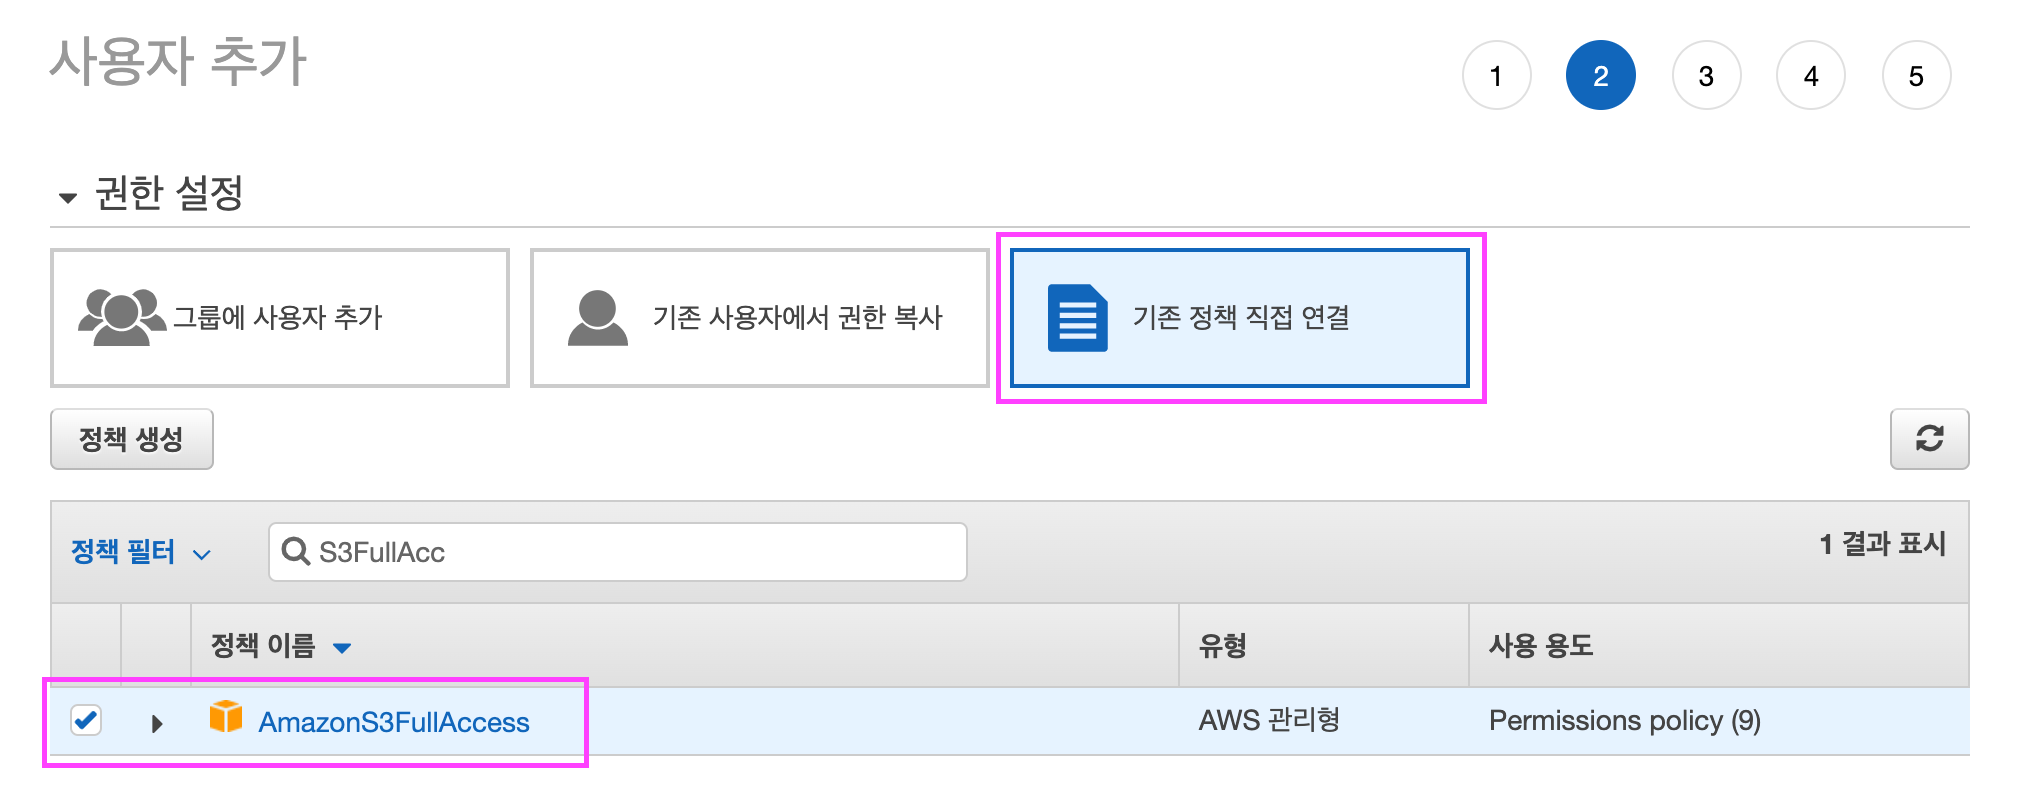 사용자 추가
1 2 3 4 5
권한 설정
그룹에 사용자 추가
기존 사용자에서 권한 복사
기존 정책 직접 연결
정책 생성
정책 필터
S3FullAcc
1 결과 표시
정책 이름 유형 사용 용도
AmazonS3FullAccess AWS 관리형 Permissions policy (9)